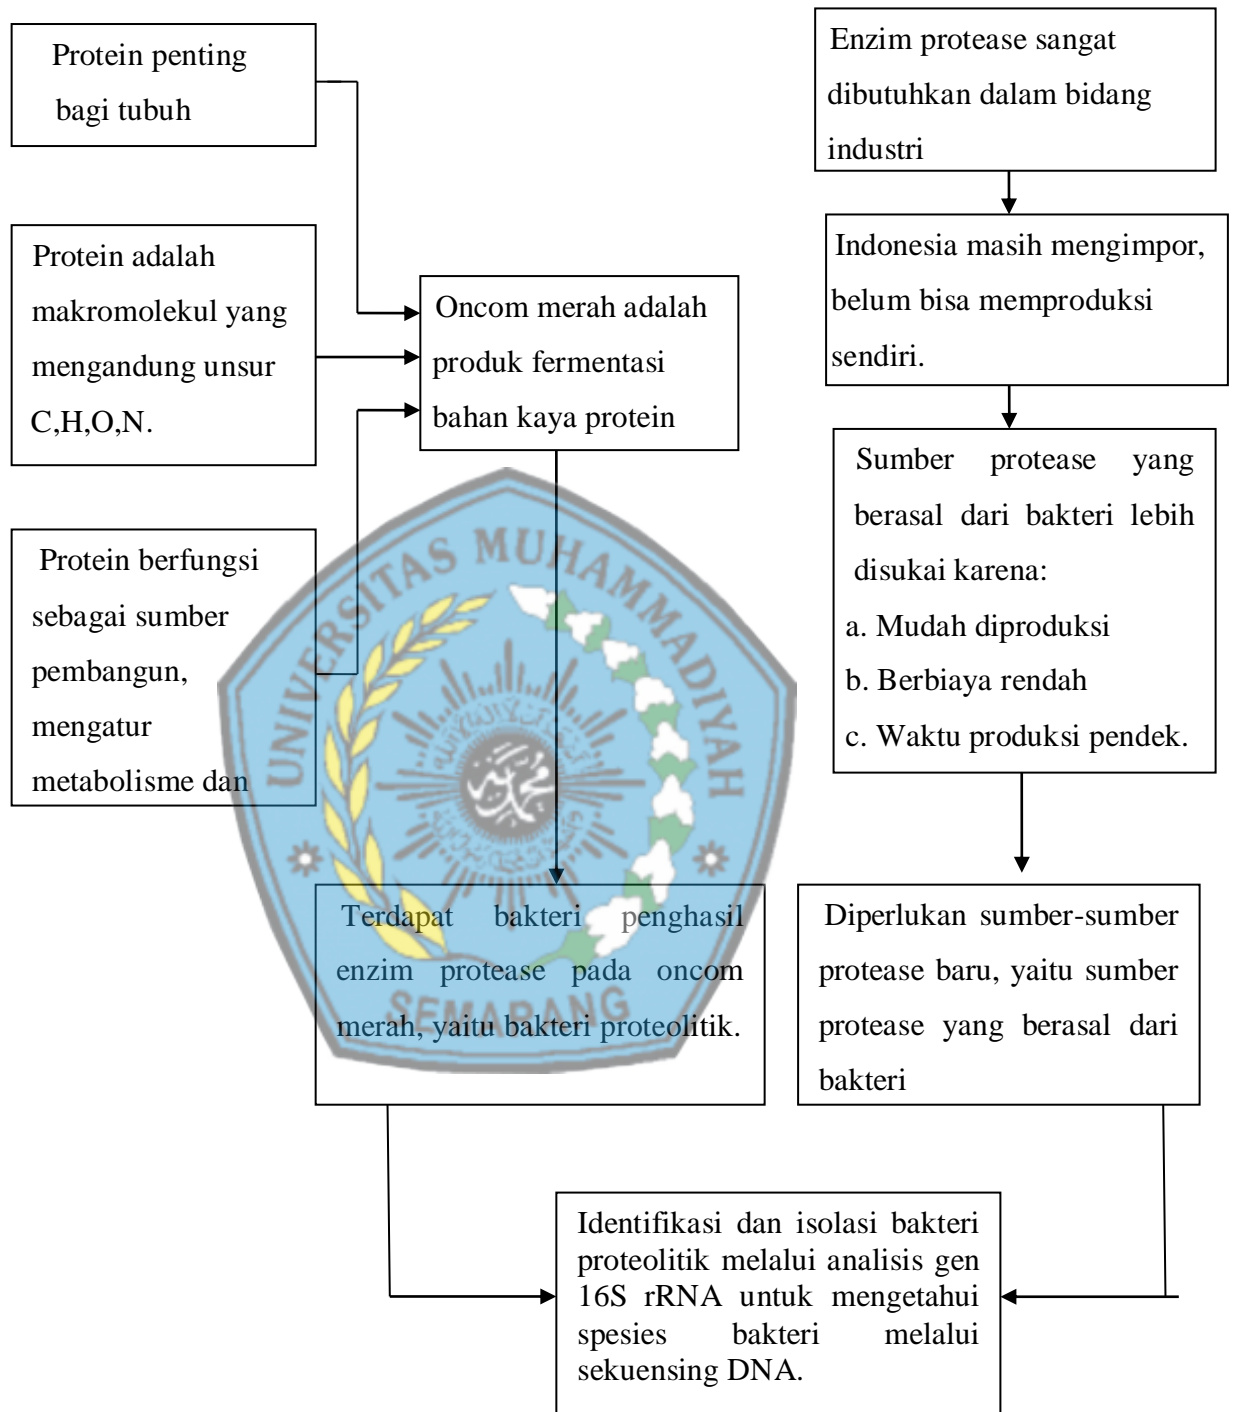 Protein penting
bagi tubuh
Protein adalah
makromolekul yang
mengandung unsur
C,H,O,N.
Protein berfungsi
sebagai sumber
pembangun,
mengatur
metabolisme dan
Oncom merah adalah
produk fermentasi
bahan kaya protein
Terdapat bakteri penghasil
enzim protease pada oncom
merah, yaitu bakteri proteolitik.
Enzim protease sangat
dibutuhkan dalam bidang
industri
Indonesia masih mengimpor,
belum bisa memproduksi
sendiri.
Sumber protease yang
berasal dari bakteri lebih
disukai karena:
a. Mudah diproduksi
b. Berbiaya rendah
c. Waktu produksi pendek.
Diperlukan sumber-sumber
protease baru, yaitu sumber
protease yang berasal dari
bakteri
Identifikasi dan isolasi bakteri
proteolitik melalui analisis gen
16S rRNA untuk mengetahui
spesies bakteri melalui
sekuensing DNA.
UNIVERSITAS MUHAMMADIYAH
SEMARANG